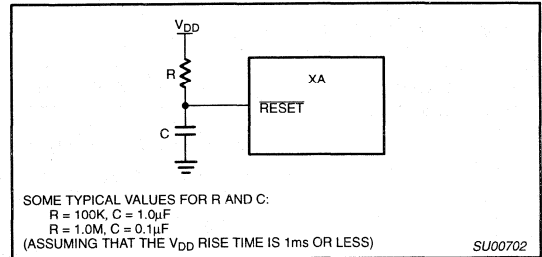 VDD
R
XA
RESET
C
SOME TYPICAL VALUES FOR R AND C:
R = 100K, C = 1.0µF
R = 1.0M, C = 0.1µF
(ASSUMING THAT THE VDD RISE TIME IS 1ms OR LESS)
SU00702